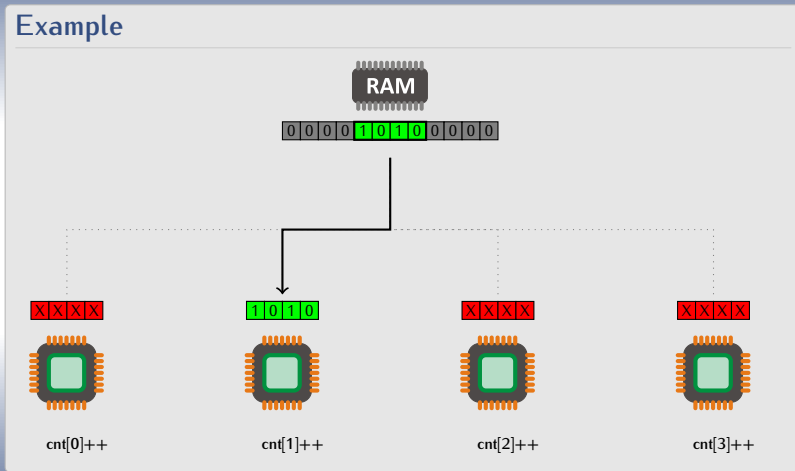 Example
RAM
0 0 0 0 1 0 1 0 0 0 0 0
X X X X 1 0 1 0 X X X X X X X X
cnt[0]++ cnt[1]++ cnt[2]++ cnt[3]++